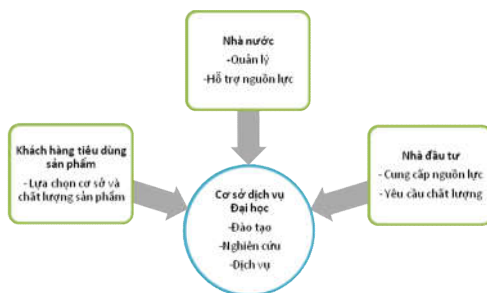 Nhà nước
-Quản lý
-Hỗ trợ nguồn lực
Khách hàng tiêu dùng
sản phẩm
-Lựa chọn cơ sở và
chất lượng sản phẩm
Cơ sở dịch vụ
Đại học
-Đào tạo
-Nghiên cứu
-Dịch vụ
Nhà đầu tư
- Cung cấp nguồn lực
- Yêu cầu chất lượng